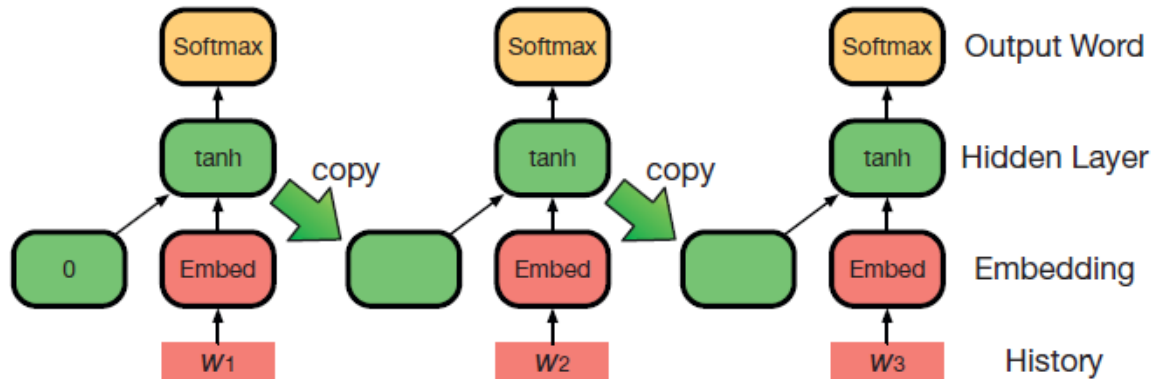 Softmax Softmax Softmax Output Word
tanh tanh tanh Hidden Layer
copy copy
0 Embed Embed Embed Embedding
w1 w2 w3 History